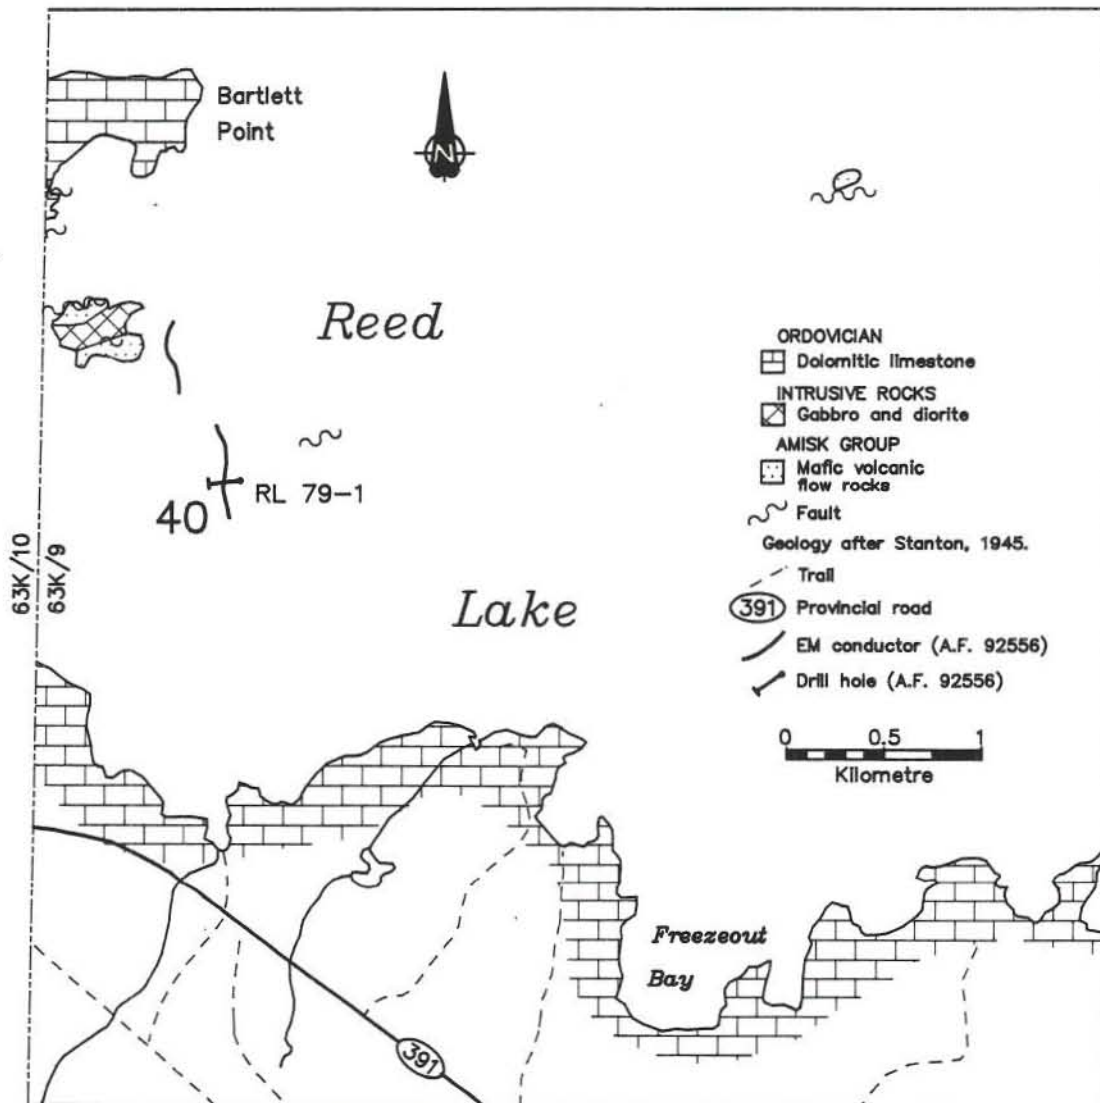 Bartlett
Point
N
Reed
ORDOVICIAN
Dolomitic limestone
INTRUSIVE ROCKS
Gabbro and diorite
AMISK GROUP
Mafic volcanic
flow rocks
Fault
Geology after Stanton, 1945.
Trail
391 Provincial road
EM conductor (A.F. 92556)
Drill hole (A.F. 92556)
RL 79-1
40
63K/10
63K/9
Lake
0 0.5 1
Kilometre
Freezeout
Bay
391